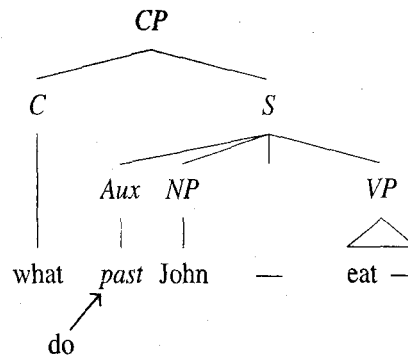 CP
C S
Aux NP VP
what past John — eat —
do